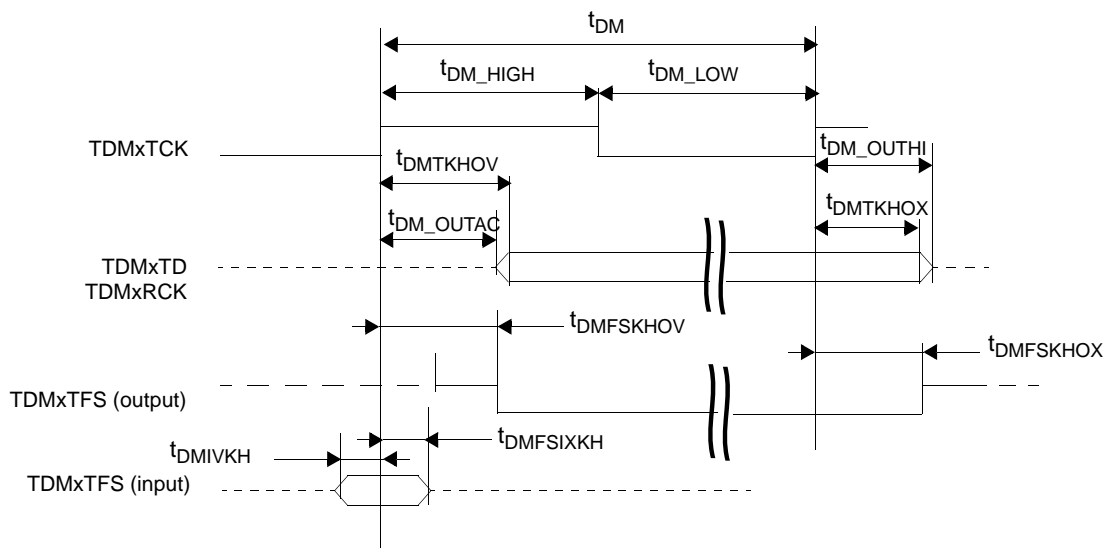 tDM
tDM_HIGH
tDM_LOW
TDMxTCK
tDM_OUTHI
tDMTKHOV
tDMTKHOX
tDM_OUTAC
TDMxTD
TDMxRCK
tDMFSKHOV
tDMFSKHOX
TDMxTFS (output)
tDMIVKH
tDMFSIXKH
TDMxTFS (input)